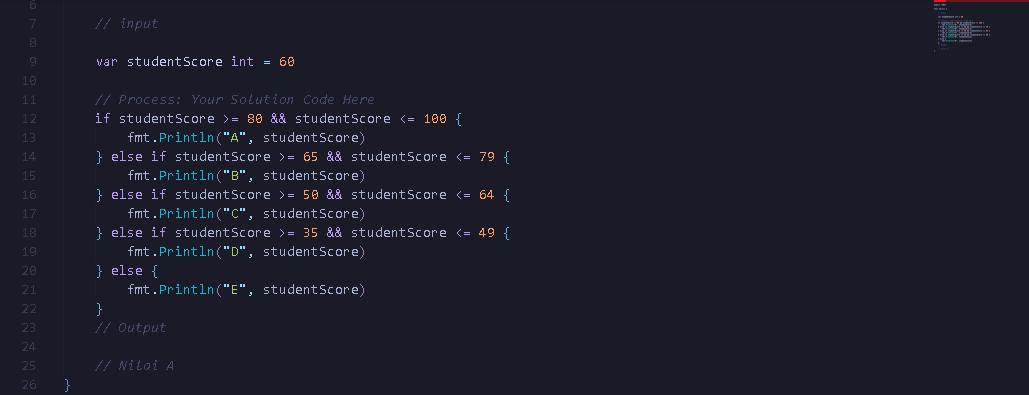 6
7 // input
8
9 var studentScore int = 60
10
11 // Process: Your Solution Code Here
12 if studentScore >= 80 && studentScore <= 100 {
13 fmt.Println("A", studentScore)
14 } else if studentScore >= 65 && studentScore <= 79 {
15 fmt.Println("B", studentScore)
16 } else if studentScore >= 50 && studentScore <= 64 {
17 fmt.Println("C", studentScore)
18 } else if studentScore >= 35 && studentScore <= 49 {
19 fmt.Println("D", studentScore)
20 } else {
21 fmt.Println("E", studentScore)
22 }
23 // Output
24
25 // Nilai A
26 }